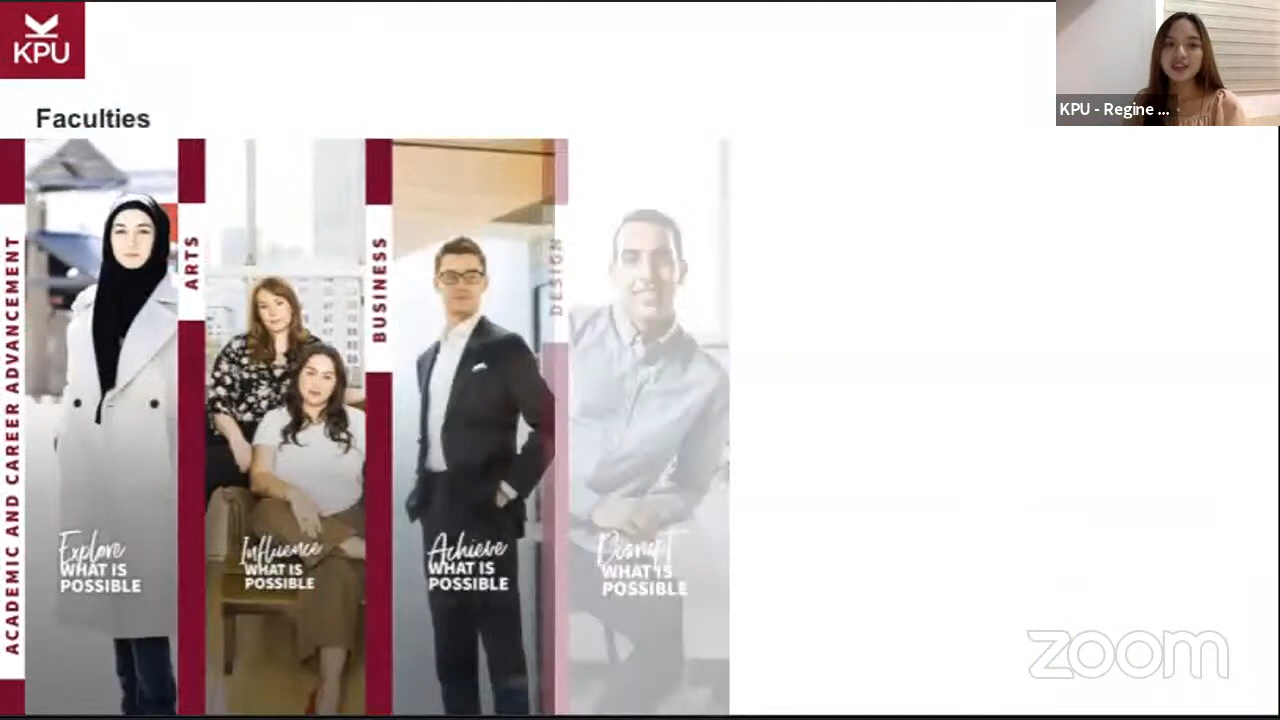 KPU
KPU - Regine ...
Faculties
ACADEMIC AND CAREER ADVANCEMENT
Explore
WHAT IS
POSSIBLE
ARTS
Influence
WHAT IS
POSSIBLE
BUSINESS
Achieve
WHAT IS
POSSIBLE
DESIGN
Disrupt
WHAT IS
POSSIBLE
zoom